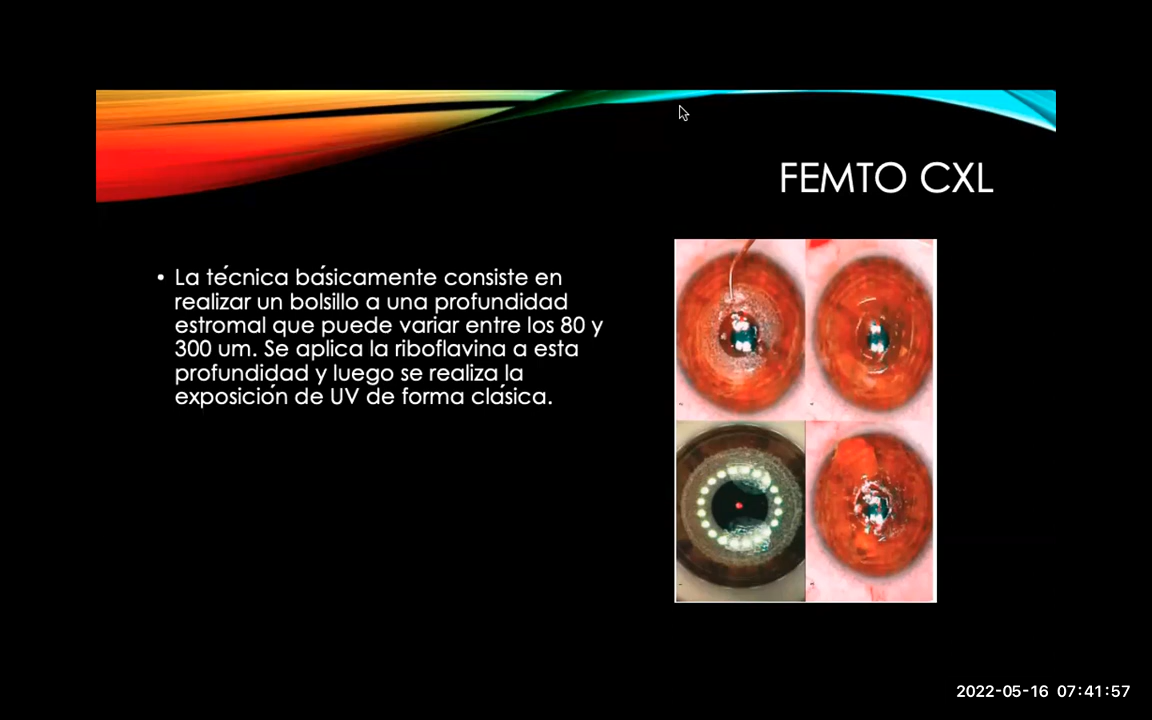 FEMTO CXL
• La técnica básicamente consiste en
realizar un bolsillo a una profundidad
estromal que puede variar entre los 80 y
300 um. Se aplica la riboflavina a esta
profundidad y luego se realiza la
exposición de UV de forma clásica.
2022-05-16 07:41:57